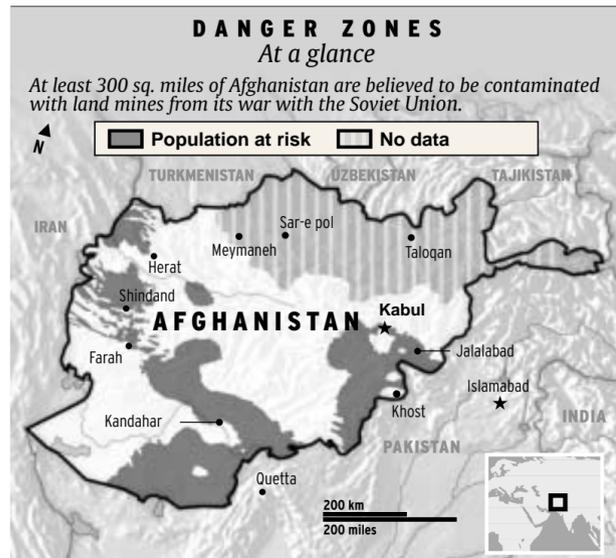 DANGER ZONES
At a glance
At least 300 sq. miles of Afghanistan are believed to be contaminated
with land mines from its war with the Soviet Union.
N
Population at risk
No data
TURKMENISTAN
UZBEKISTAN
TAJIKISTAN
IRAN
Sar-e pol
Meymaneh
Taloqan
Herat
Shindand
Kabul
AFGHANISTAN
Farah
Jalalabad
Islamabad
Khost
Kandahar
INDIA
PAKISTAN
Quetta
200 km
200 miles